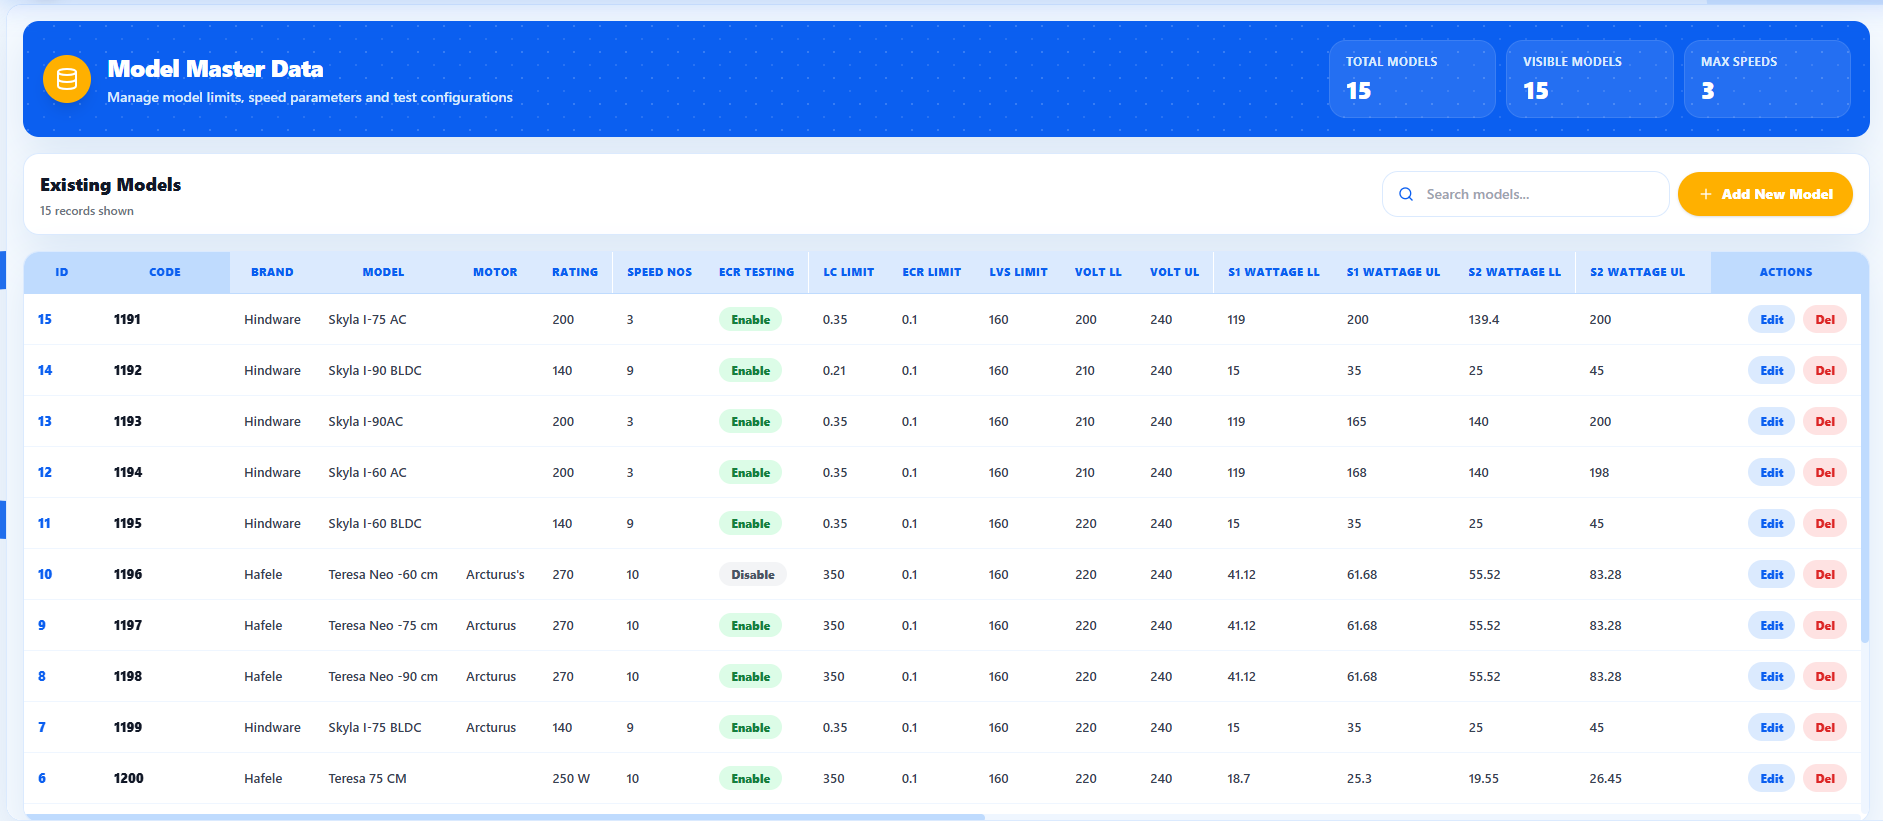 Model Master Data
Manage model limits, speed parameters and test configurations
TOTAL MODELS
15
VISIBLE MODELS
15
MAX SPEEDS
3
Existing Models
15 records shown
Search models...
+ Add New Model
ID CODE BRAND MODEL MOTOR RATING SPEED NOS ECR TESTING LC LIMIT ECR LIMIT LVS LIMIT VOLT LL VOLT UL S1 WATTAGE LL S1 WATTAGE UL S2 WATTAGE LL S2 WATTAGE UL ACTIONS
15 1191 Hindware Skyla I-75 AC 200 3 Enable 0.35 0.1 160 200 240 119 200 139.4 200 Edit Del
14 1192 Hindware Skyla I-90 BLDC 140 9 Enable 0.21 0.1 160 210 240 15 35 25 45 Edit Del
13 1193 Hindware Skyla I-90AC 200 3 Enable 0.35 0.1 160 210 240 119 165 140 200 Edit Del
12 1194 Hindware Skyla I-60 AC 200 3 Enable 0.35 0.1 160 210 240 119 168 140 198 Edit Del
11 1195 Hindware Skyla I-60 BLDC 140 9 Enable 0.35 0.1 160 220 240 15 35 25 45 Edit Del
10 1196 Hafele Teresa Neo -60 cm Arcturus's 270 10 Disable 350 0.1 160 220 240 41.12 61.68 55.52 83.28 Edit Del
9 1197 Hafele Teresa Neo -75 cm Arcturus 270 10 Enable 350 0.1 160 220 240 41.12 61.68 55.52 83.28 Edit Del
8 1198 Hafele Teresa Neo -90 cm Arcturus 270 10 Enable 350 0.1 160 220 240 41.12 61.68 55.52 83.28 Edit Del
7 1199 Hindware Skyla I-75 BLDC Arcturus 140 9 Enable 0.35 0.1 160 220 240 15 35 25 45 Edit Del
6 1200 Hafele Teresa 75 CM 250 W 10 Enable 350 0.1 160 220 240 18.7 25.3 19.55 26.45 Edit Del